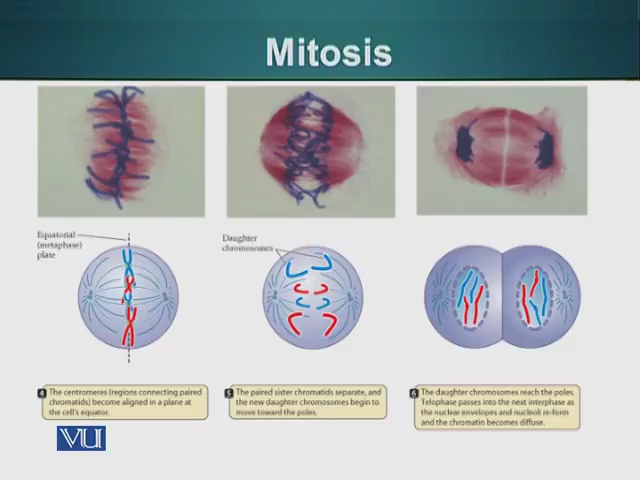 Mitosis
Equatorial
(metaphase)
plate
Daughter
chromosomes
4 The centromeres (regions connecting paired
chromatids) become aligned in a plane at
the cell's equator.
5 The paired sister chromatids separate, and
the new daughter chromosomes begin to
move toward the poles.
6 The daughter chromosomes reach the poles.
Telophase passes into the next interphase as
the nuclear envelopes and nucleoli re-form
and the chromatin becomes diffuse.
VU